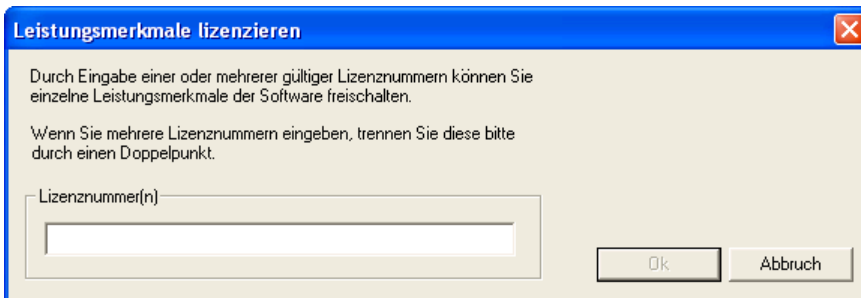 Leistungsmerkmale lizenzieren
Durch Eingabe einer oder mehrerer gültiger Lizenznummern können Sie
einzelne Leistungsmerkmale der Software freischalten.
Wenn Sie mehrere Lizenznummern eingeben, trennen Sie diese bitte
durch einen Doppelpunkt.
Lizenznummer(n)
Ok
Abbruch